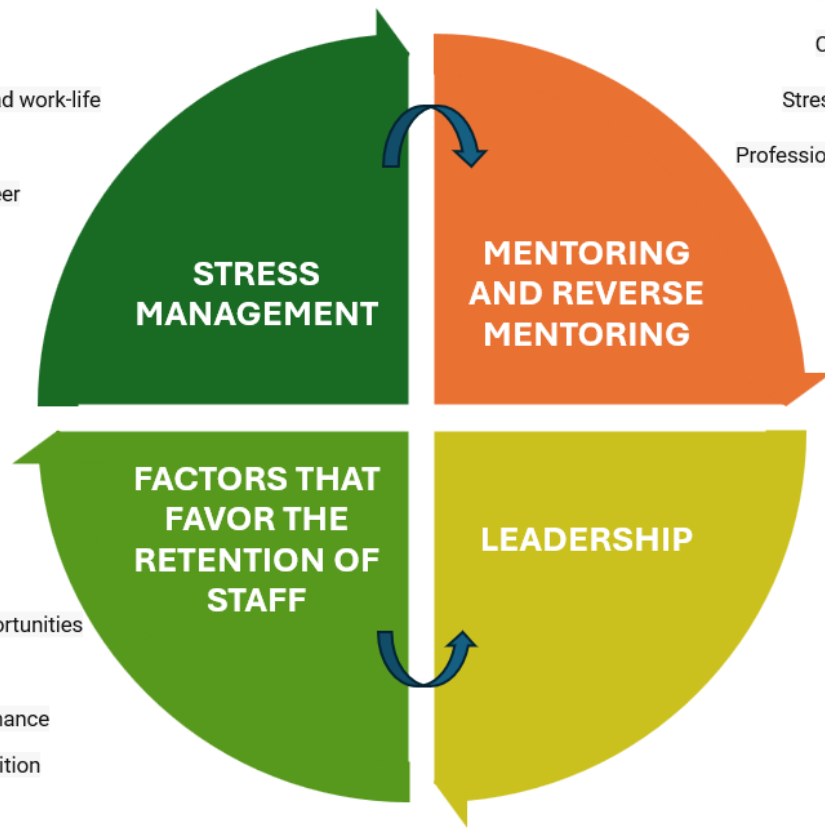 d work-life
eer
STRESS
MANAGEMENT
Stres
Professio
MENTORING
AND REVERSE
MENTORING
FACTORS THAT
FAVOR THE
RETENTION OF
STAFF
LEADERSHIP
ortunities
nance
ition